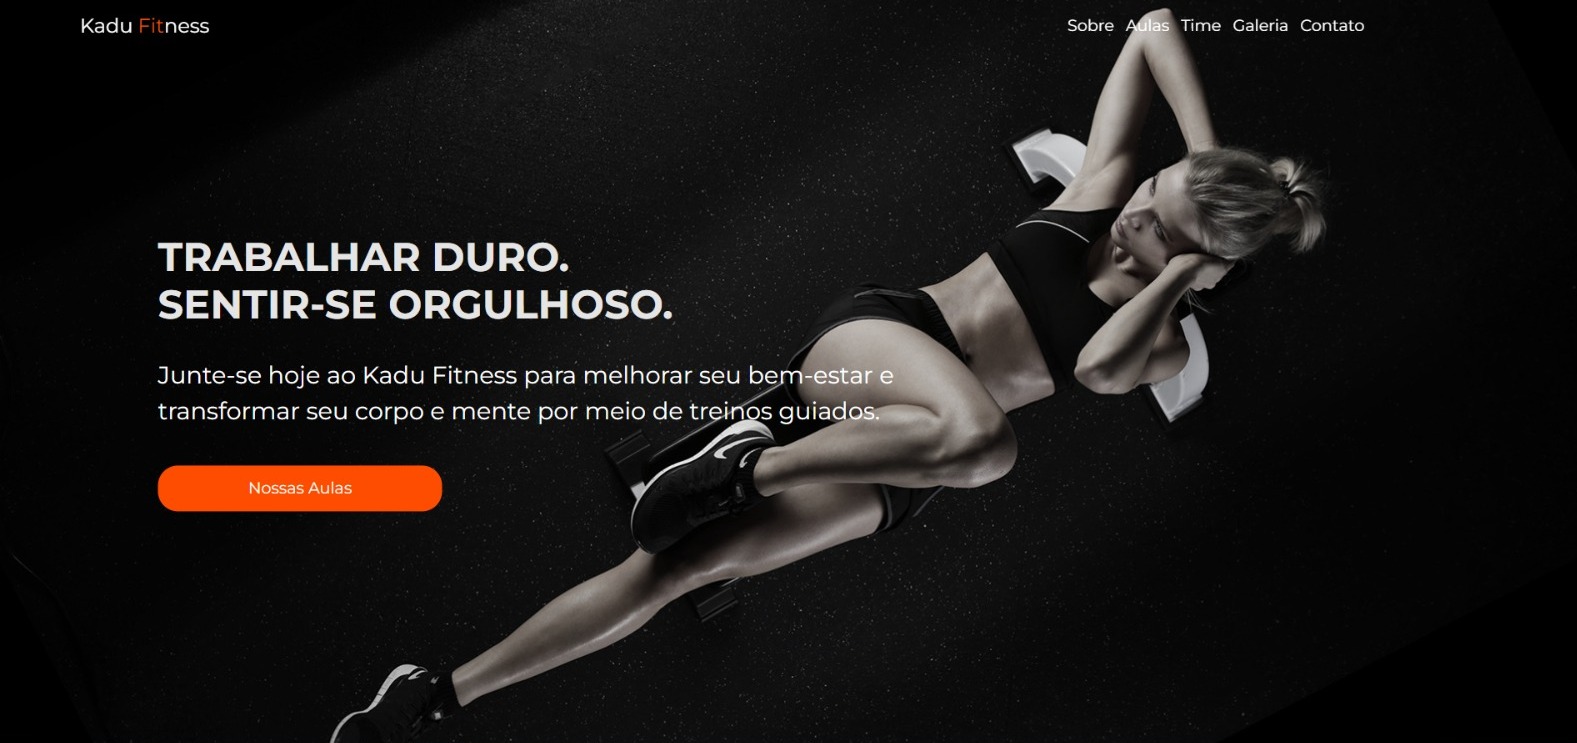 Kadu Fitness
Sobre Aulas Time Galeria Contato
TRABALHAR DURO.
SENTIR-SE ORGULHOSO.
Junte-se hoje ao Kadu Fitness para melhorar seu bem-estar e
transformar seu corpo e mente por meio de treinos guiados.
Nossas Aulas